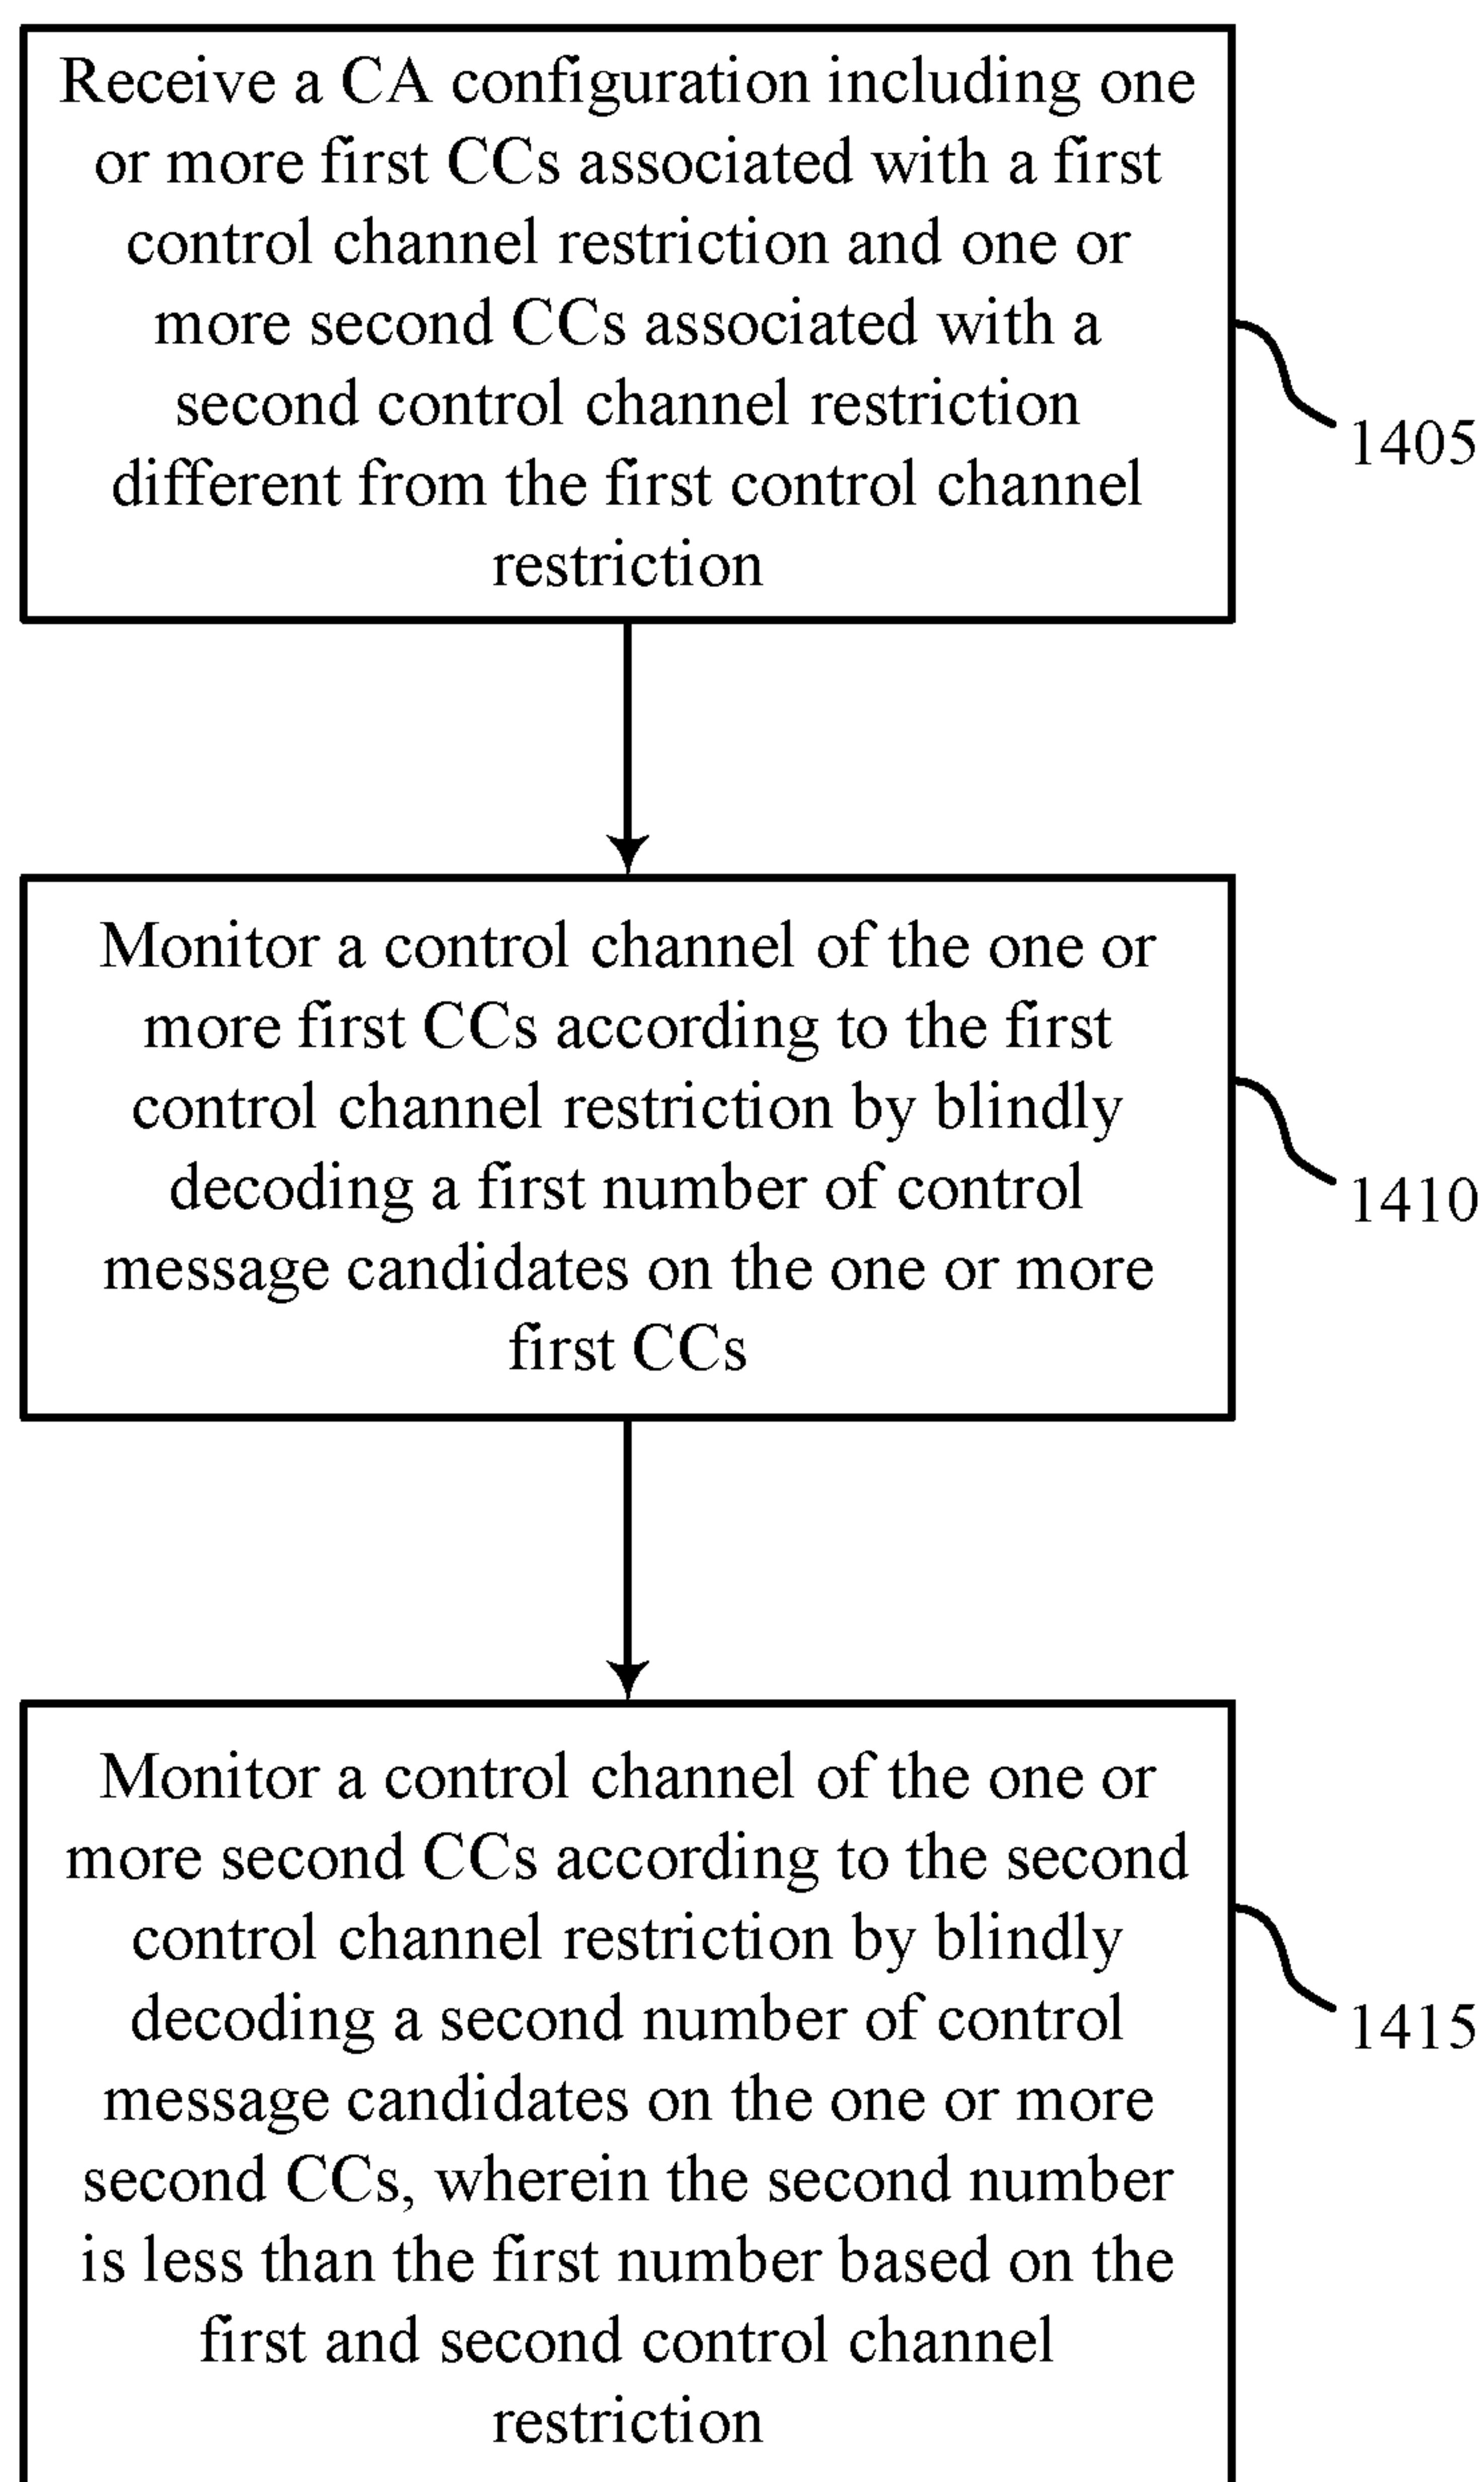 Receive a CA configuration including one
or more first CCs associated with a first
control channel restriction and one or
more second CCs associated with a
second control channel restriction
different from the first control channel
restriction
1405
Monitor a control channel of the one or
more first CCs according to the first
control channel restriction by blindly
decoding a first number of control
message candidates on the one or more
first CCs
1410
Monitor a control channel of the one or
more second CCs according to the second
control channel restriction by blindly
decoding a second number of control
message candidates on the one or more
second CCs, wherein the second number
is less than the first number based on the
first and second control channel
restriction
1415